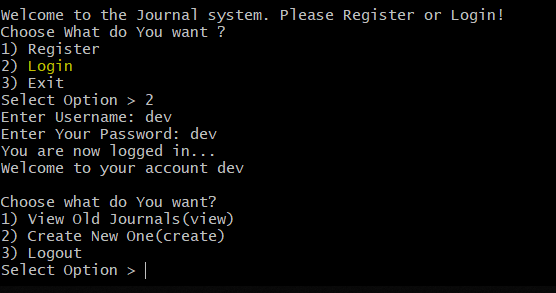 Welcome to the Journal system. Please Register or Login!
Choose What do You want ?
1) Register
2) Login
3) Exit
Select Option > 2
Enter Username: dev
Enter Your Password: dev
You are now logged in...
Welcome to your account dev
Choose what do You want?
1) View Old Journals(view)
2) Create New One(create)
3) Logout
Select Option >